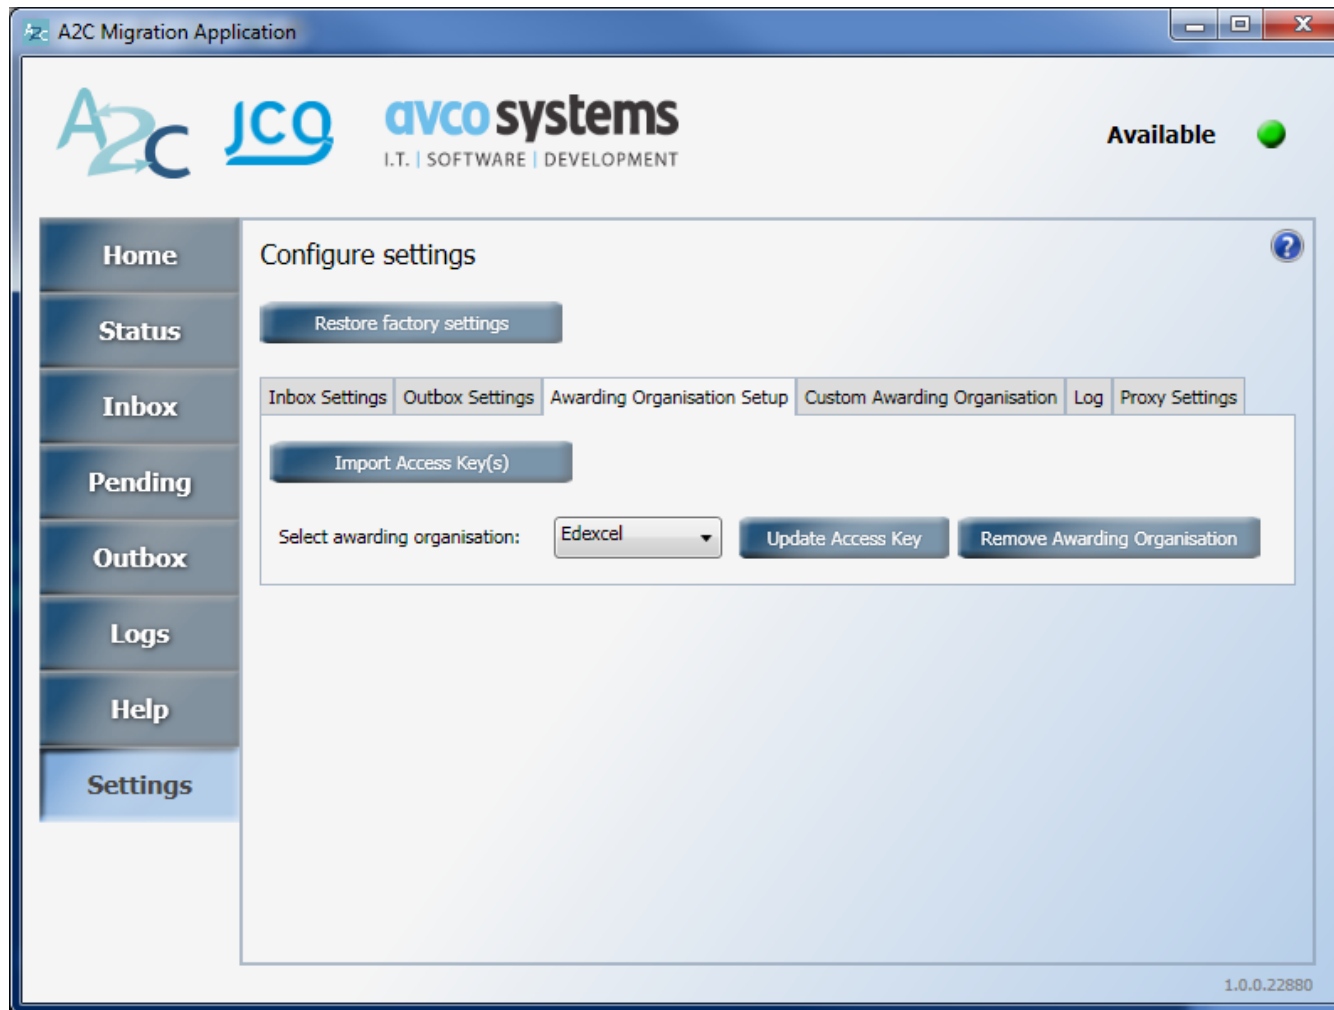 A2C A2C Migration Application
A2C JCQ avco systems
I.T. | SOFTWARE | DEVELOPMENT
Available
Home
Status
Inbox
Pending
Outbox
Logs
Help
Settings
Configure settings
?
Restore factory settings
Inbox Settings Outbox Settings Awarding Organisation Setup Custom Awarding Organisation Log Proxy Settings
Import Access Key(s)
Select awarding organisation: Edexcel Update Access Key Remove Awarding Organisation
1.0.0.22880